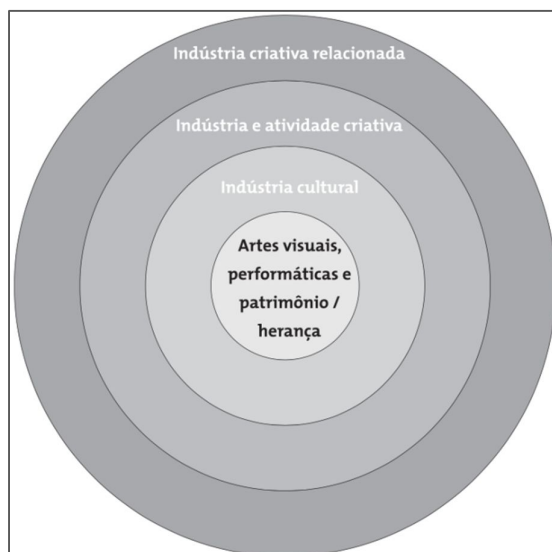 Indústria criativa relacionada
Indústria e atividade criativa
Indústria cultural
Artes visuais,
performáticas e
patrimônio /
herança